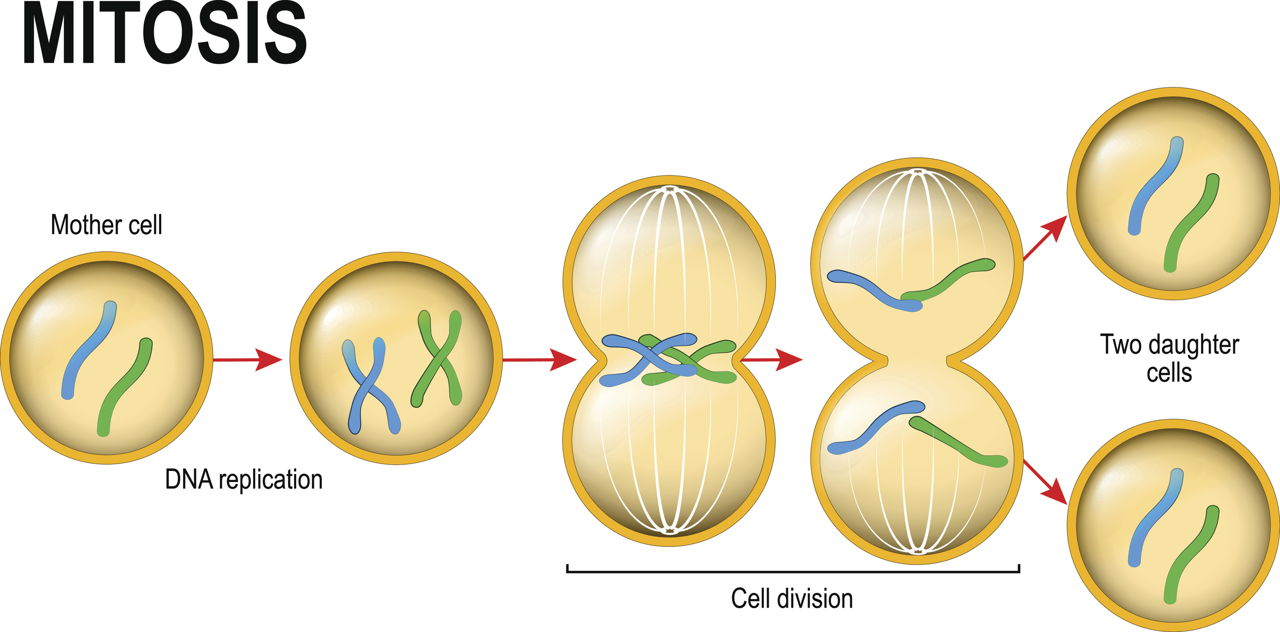 MITOSIS
Mother cell
DNA replication
Cell division
Two daughter
cells